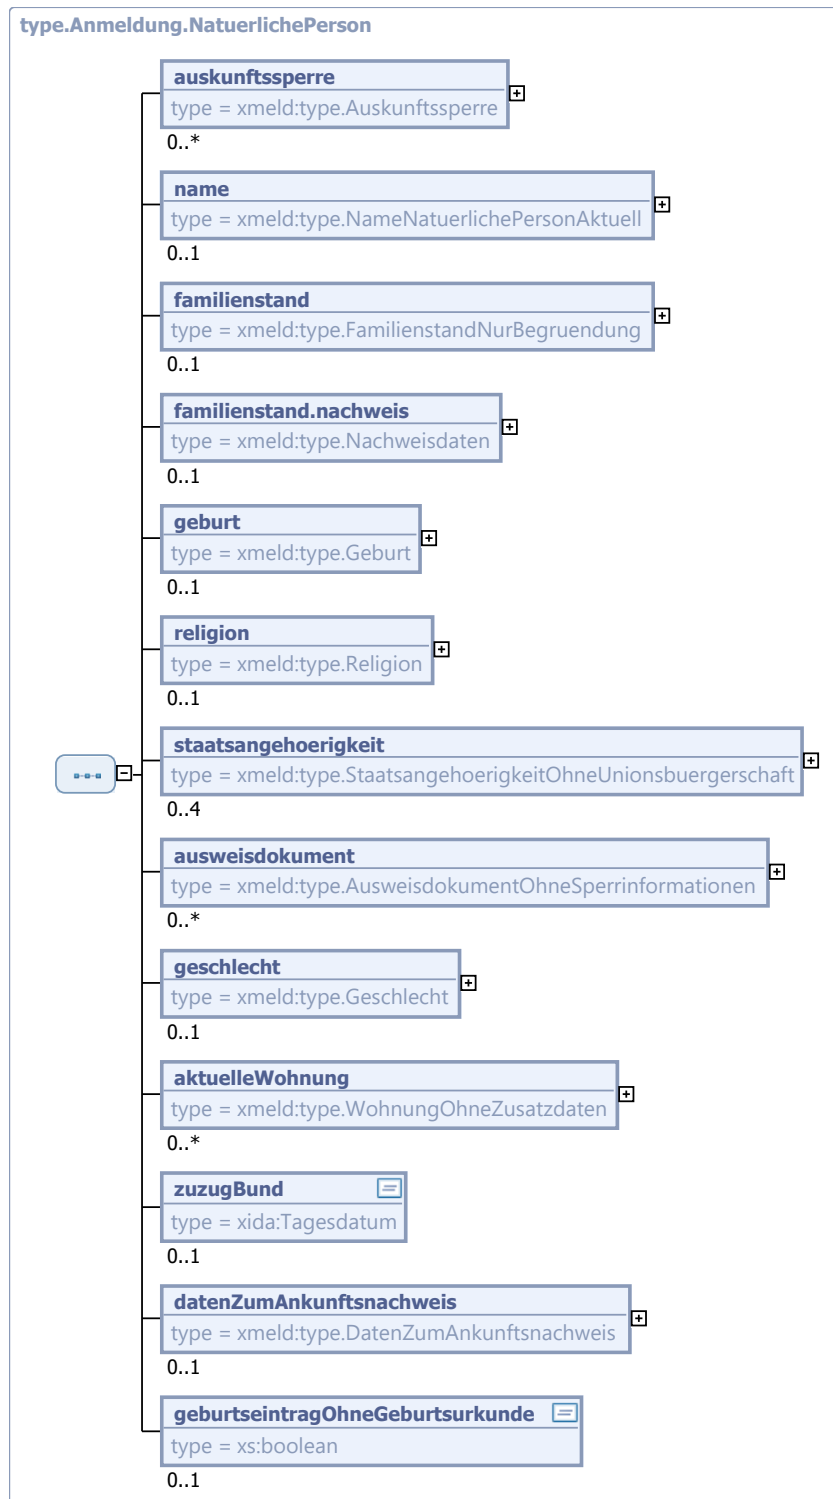 type.Anmeldung.NatuerlichePerson
auskunftssperre
type = xmeld:type.Auskunftssperre
0..*
name
type = xmeld:type.NameNatuerlichePersonAktuell
0..1
familienstand
type = xmeld:type.FamilienstandNurBegruendung
0..1
familienstand.nachweis
type = xmeld:type.Nachweisdaten
0..1
geburt
type = xmeld:type.Geburt
0..1
religion
type = xmeld:type.Religion
0..1
staatsangehoerigkeit
type = xmeld:type.StaatsangehoerigkeitOhneUnionsbuergerschaft
0..4
ausweisdokument
type = xmeld:type.AusweisdokumentOhneSperrinformationen
0..*
geschlecht
type = xmeld:type.Geschlecht
0..1
aktuelleWohnung
type = xmeld:type.WohnungOhneZusatzdaten
0..*
zuzugBund
type = xida:Tagesdatum
0..1
datenZumAnkunftsnachweis
type = xmeld:type.DatenZumAnkunftsnachweis
0..1
geburtseintragOhneGeburtsurkunde
type = xs:boolean
0..1